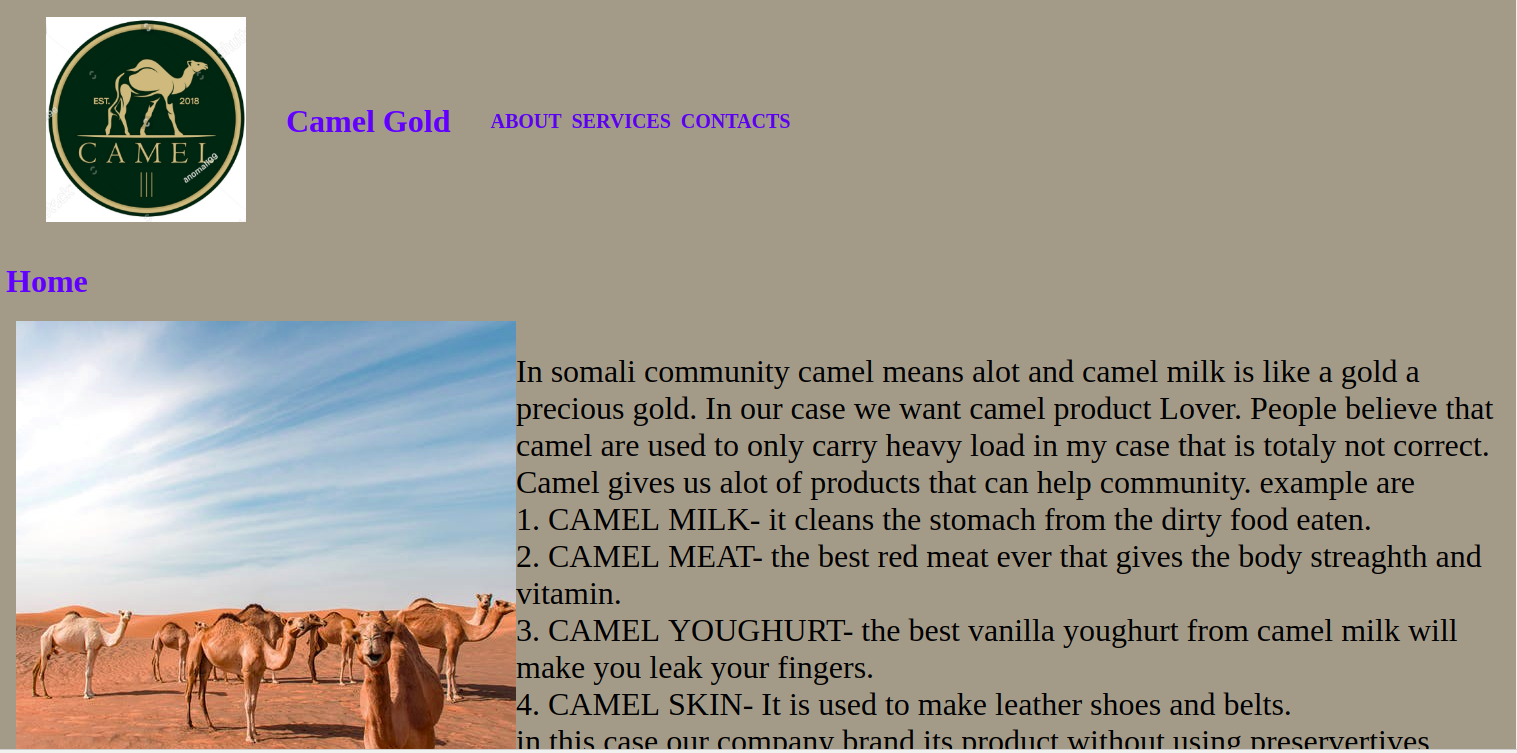 EST. 2018
CAMEL
anomali99
Camel Gold
ABOUT SERVICES CONTACTS
Home
In somali community camel means alot and camel milk is like a gold a
precious gold. In our case we want camel product Lover. People believe that
camel are used to only carry heavy load in my case that is totaly not correct.
Camel gives us alot of products that can help community. example are
1. CAMEL MILK- it cleans the stomach from the dirty food eaten.
2. CAMEL MEAT- the best red meat ever that gives the body streaghth and
vitamin.
3. CAMEL YOUGHURT- the best vanilla youghurt from camel milk will
make you leak your fingers.
4. CAMEL SKIN- It is used to make leather shoes and belts.
in this case our company brand its product without using preservertives